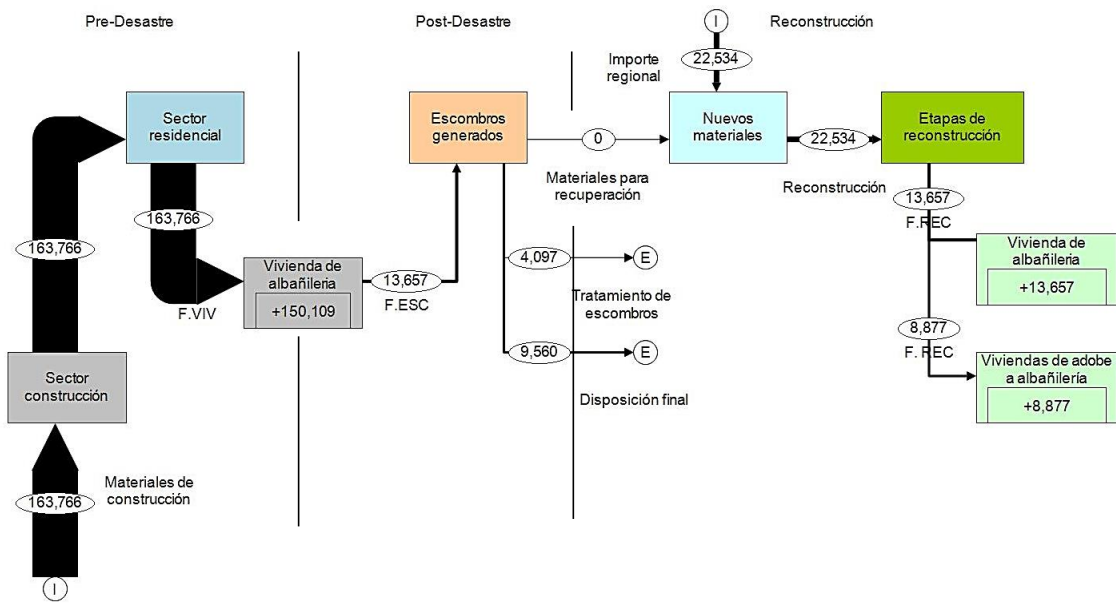 Pre-Desastre
Post-Desastre
I
Reconstrucción
Importe
regional
22,534
Sector
residencial
Escombros
generados
0
Nuevos
materiales
22,534
Etapas de
reconstrucción
Materiales para
recuperación
Reconstrucción
13,657
F.REC
163,766
163,766
F.VIV
Vivienda de
albañileria
+150,109
13,657
F.ESC
4,097
E
Tratamiento de
escombros
9,560
E
Disposición final
Vivienda de
albañileria
+13,657
8,877
F. REC
Viviendas de adobe
a albañilería
+8,877
Sector
construcción
Materiales de
construcción
163,766
I